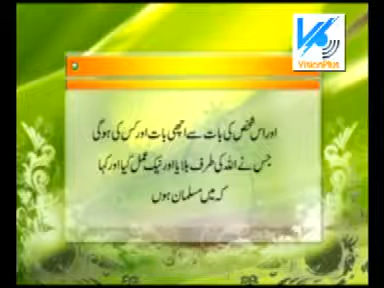 VisionPlus
اور اس شخص کی بات سے اچھی بات اور کس کی ہوگی
جس نے اللہ کی طرف بلایا اور نیک عمل کیا اور کہا
کہ میں مسلمان ہوں